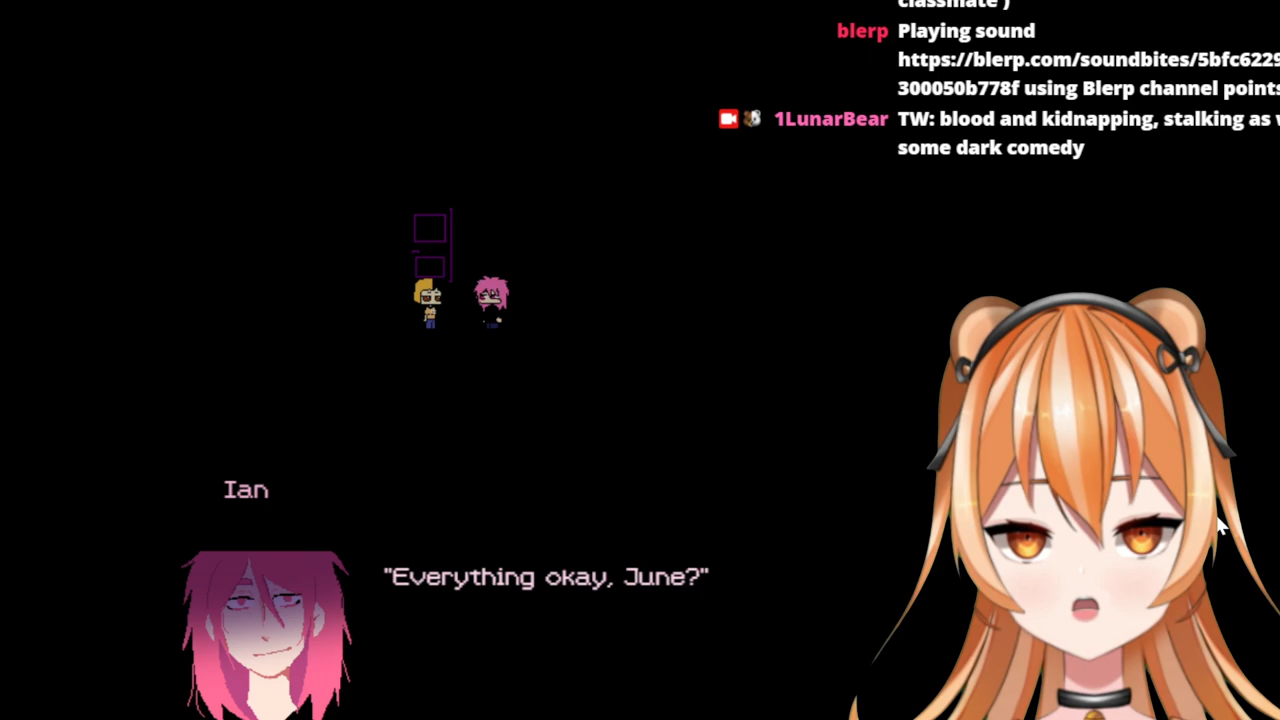 classmate )
blerp Playing sound
https://blerp.com/soundbites/5bfc6229
300050b778f using Blerp channel points
1LunarBear TW: blood and kidnapping, stalking as
some dark comedy
Ian
"Everything okay, June?"